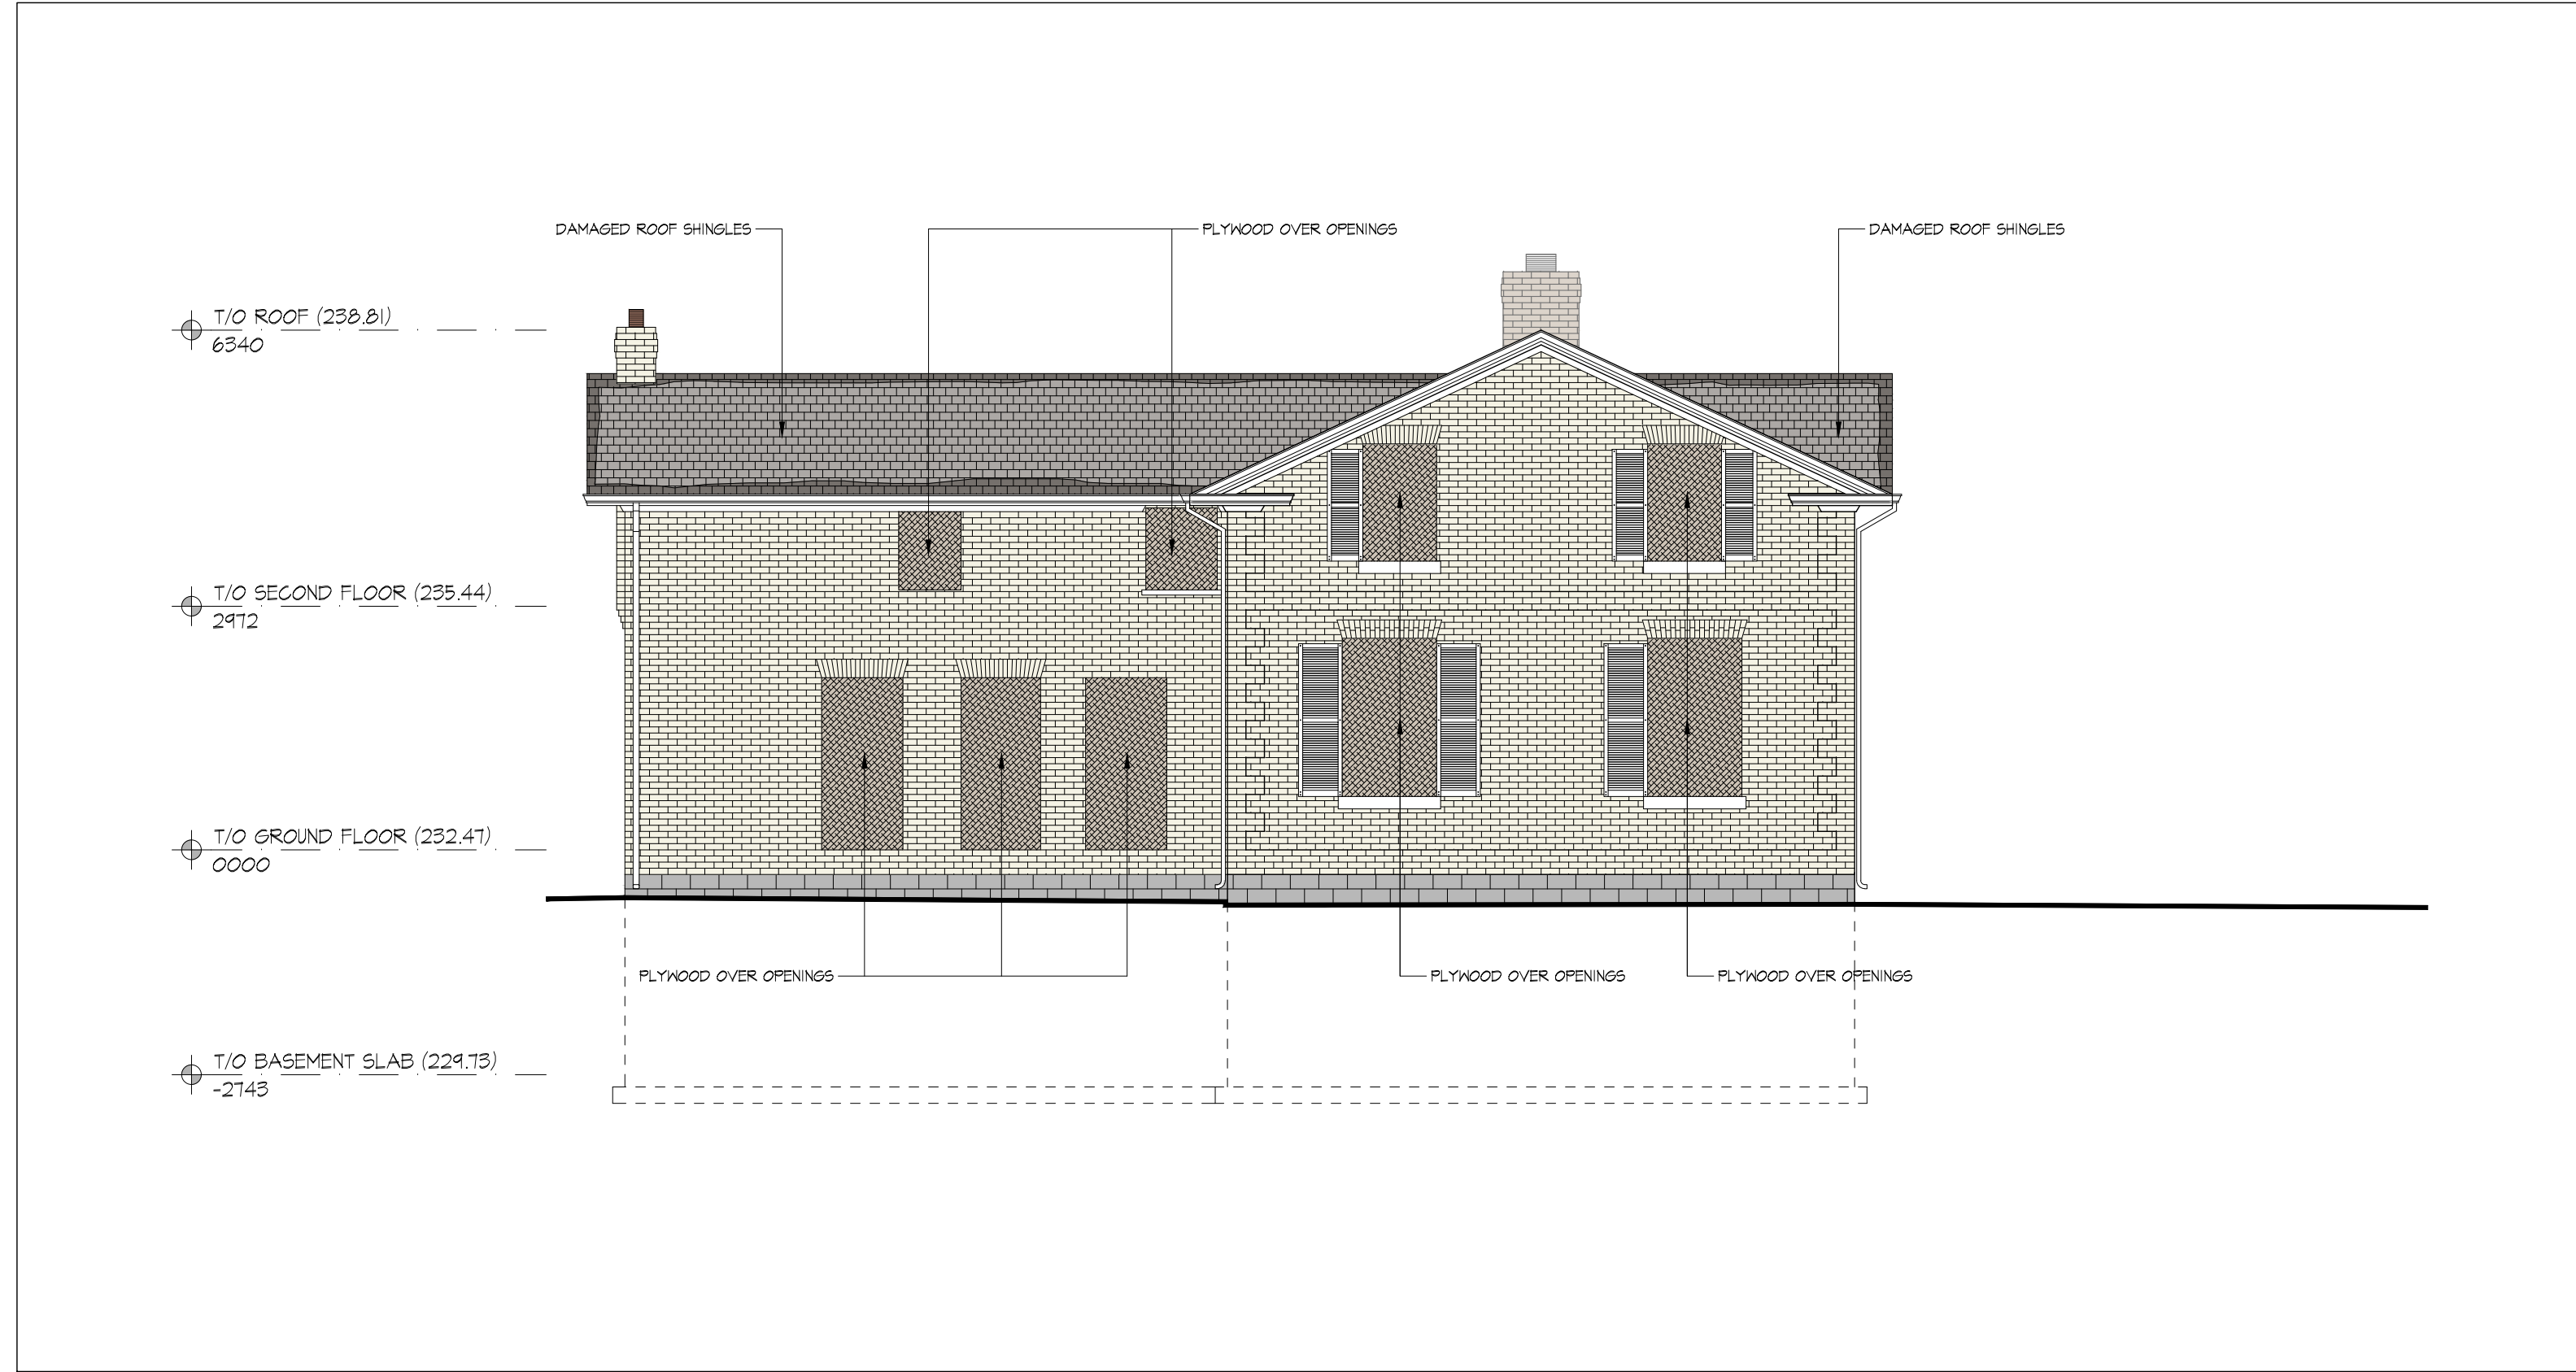 DAMAGED ROOF SHINGLES
PLYWOOD OVER OPENINGS
DAMAGED ROOF SHINGLES
T/O ROOF (238.81)
6340
T/O SECOND FLOOR (235.44)
2972
T/O GROUND FLOOR (232.47)
0000
PLYWOOD OVER OPENINGS
PLYWOOD OVER OPENINGS
PLYWOOD OVER OPENINGS
T/O BASEMENT SLAB (229.73)
-2743